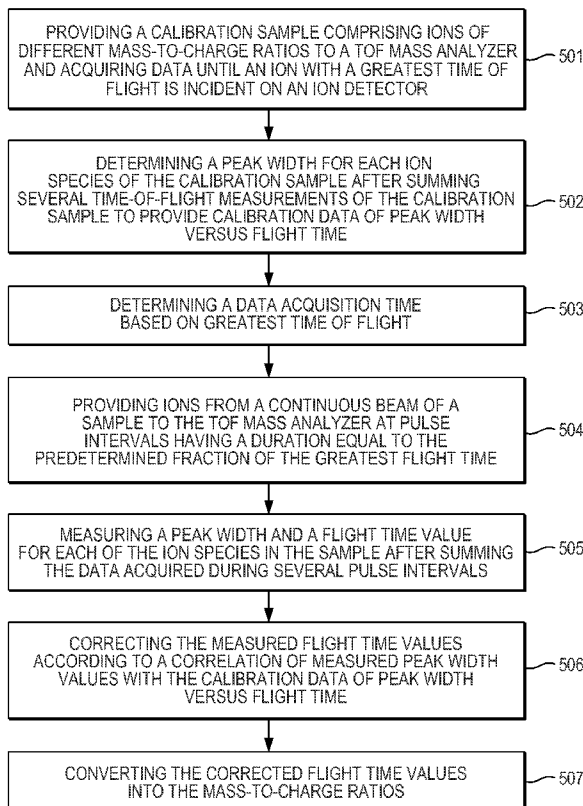 PROVIDING A CALIBRATION SAMPLE COMPRISING IONS OF
DIFFERENT MASS-TO-CHARGE RATIOS TO A TOF MASS ANALYZER
AND ACQUIRING DATA UNTIL AN ION WITH A GREATEST TIME OF
FLIGHT IS INCIDENT ON AN ION DETECTOR
501
DETERMINING A PEAK WIDTH FOR EACH ION
SPECIES OF THE CALIBRATION SAMPLE AFTER SUMMING
SEVERAL TIME-OF-FLIGHT MEASUREMENTS OF THE CALIBRATION
SAMPLE TO PROVIDE CALIBRATION DATA OF PEAK WIDTH
VERSUS FLIGHT TIME
502
DETERMINING A DATA ACQUISITION TIME
BASED ON GREATEST TIME OF FLIGHT
503
PROVIDING IONS FROM A CONTINUOUS BEAM OF A
SAMPLE TO THE TOF MASS ANALYZER AT PULSE
INTERVALS HAVING A DURATION EQUAL TO THE
PREDETERMINED FRACTION OF THE GREATEST FLIGHT TIME
504
MEASURING A PEAK WIDTH AND A FLIGHT TIME VALUE
FOR EACH OF THE ION SPECIES IN THE SAMPLE AFTER SUMMING
THE DATA ACQUIRED DURING SEVERAL PULSE INTERVALS
505
CORRECTING THE MEASURED FLIGHT TIME VALUES
ACCORDING TO A CORRELATION OF MEASURED PEAK WIDTH
VALUES WITH THE CALIBRATION DATA OF PEAK WIDTH
VERSUS FLIGHT TIME
506
CONVERTING THE CORRECTED FLIGHT TIME VALUES
INTO THE MASS-TO-CHARGE RATIOS
507